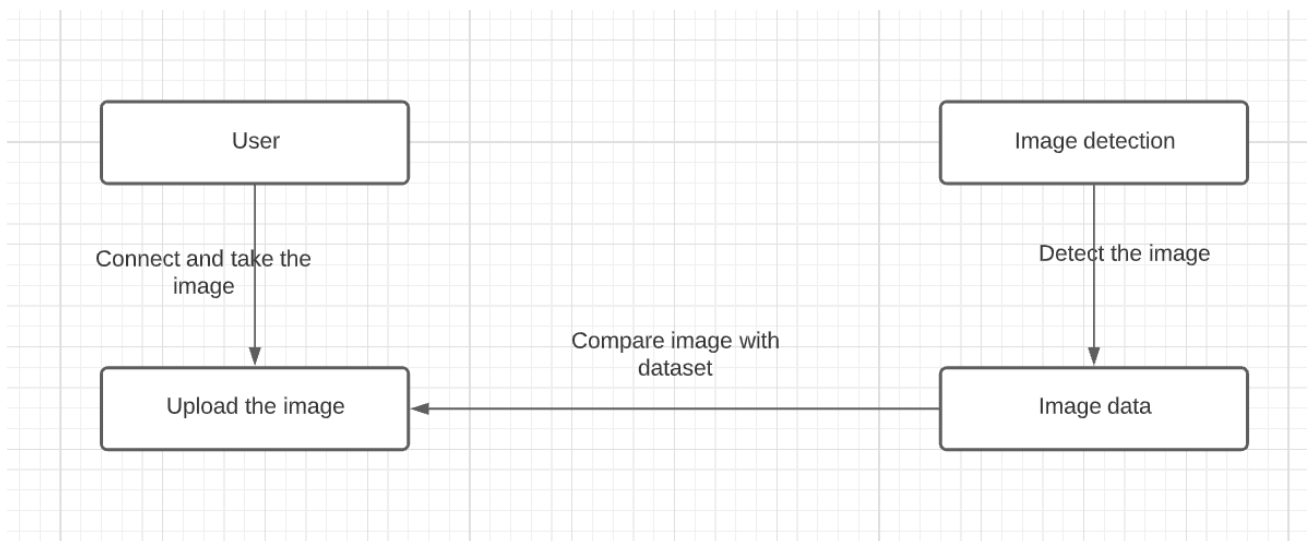 User
Image detection
Connect and take the
image
Detect the image
Compare image with
dataset
Upload the image
Image data